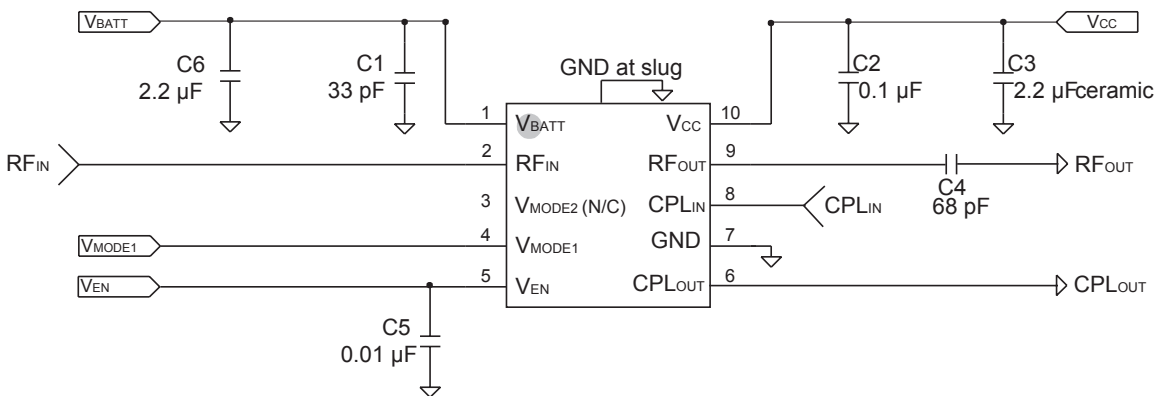 VBATT
VCC
C6
2.2 µF
C1
33 pF
GND at slug
C2
0.1 µF
C3
2.2 µFceramic
1
VBATT
VCC
10
RFIN
2
RFIN
RFOUT
9
C4
68 pF
RFOUT
3
VMODE2 (N/C)
CPLIN
8
CPLIN
VMODE1
4
VMODE1
GND
7
VEN
5
VEN
CPLOUT
6
CPLOUT
C5
0.01 µF